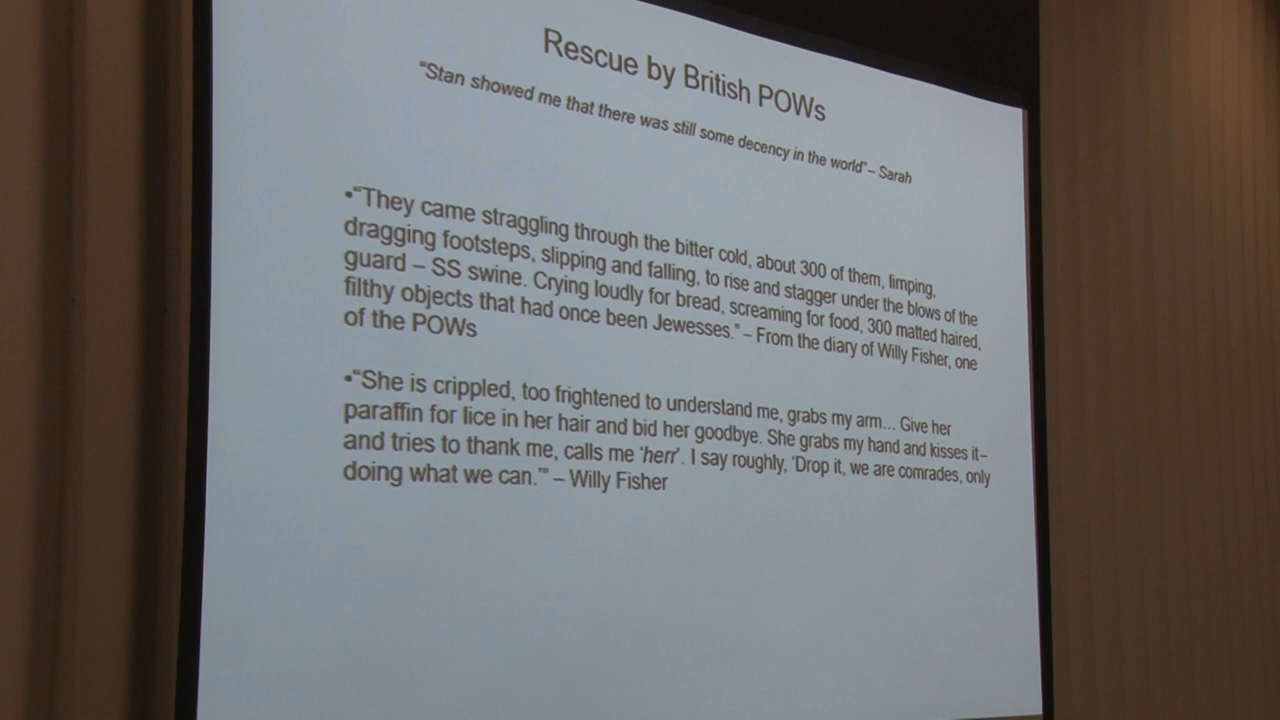 Rescue by British POWs
“Stan showed me that there was still some decency in the world” – Sarah
•“They came straggling through the bitter cold, about 300 of them, limping,
dragging footsteps, slipping and falling, to rise and stagger under the blows of the
guard – SS swine. Crying loudly for bread, screaming for food, 300 matted haired,
filthy objects that had once been Jewesses.” – From the diary of Willy Fisher, one
of the POWs
•“She is crippled, too frightened to understand me, grabs my arm… Give her
paraffin for lice in her hair and bid her goodbye. She grabs my hand and kisses it–
and tries to thank me, calls me ‘herr’. I say roughly, ‘Drop it, we are comrades, only
doing what we can.’” – Willy Fisher